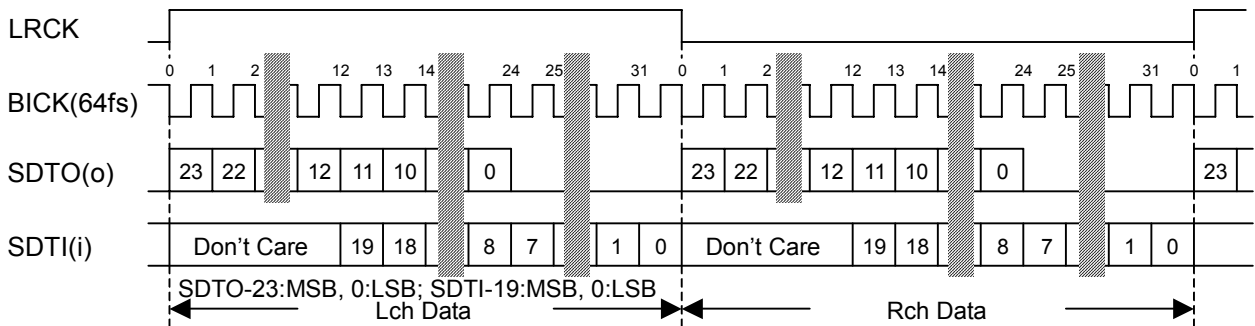 LRCK
0 1 2 12 13 14 24 25 31 0 1 2 12 13 14 24 25 31 0 1
BICK(64fs)
SDTO(o) 23 22 12 11 10 0 23 22 12 11 10 0 23
SDTI(i) Don't Care 19 18 8 7 1 0 Don't Care 19 18 8 7 1 0
SDTO-23:MSB, 0:LSB; SDTI-19:MSB, 0:LSB
Lch Data Rch Data